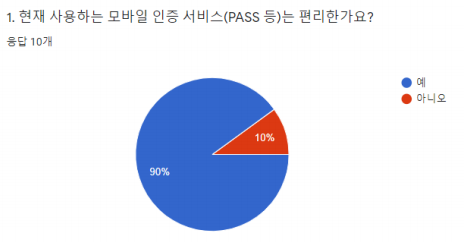 1. 현재 사용하는 모바일 인증 서비스(PASS 등)는 편리한가요?
응답 10개
예
아니오
10%
90%